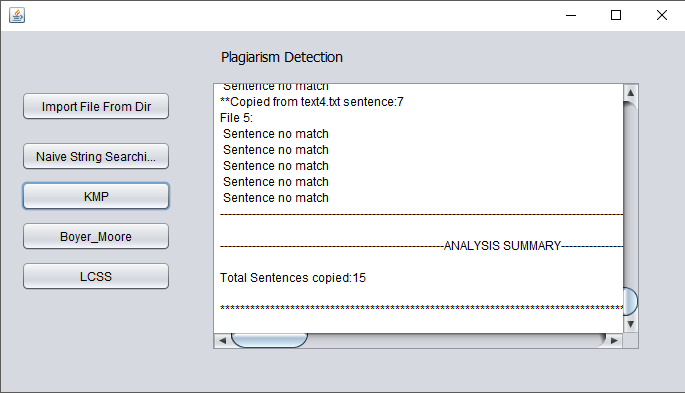 Plagiarism Detection
Import File From Dir
Naive String Searchi...
KMP
Boyer_Moore
LCSS
Sentence no match
**Copied from text4.txt sentence:7
File 5:
Sentence no match
Sentence no match
Sentence no match
Sentence no match
Sentence no match
--------------------------------------------------------------------------------
--------------------------------------------------------ANALYSIS SUMMARY----------------
Total Sentences copied:15
********************************************************************************